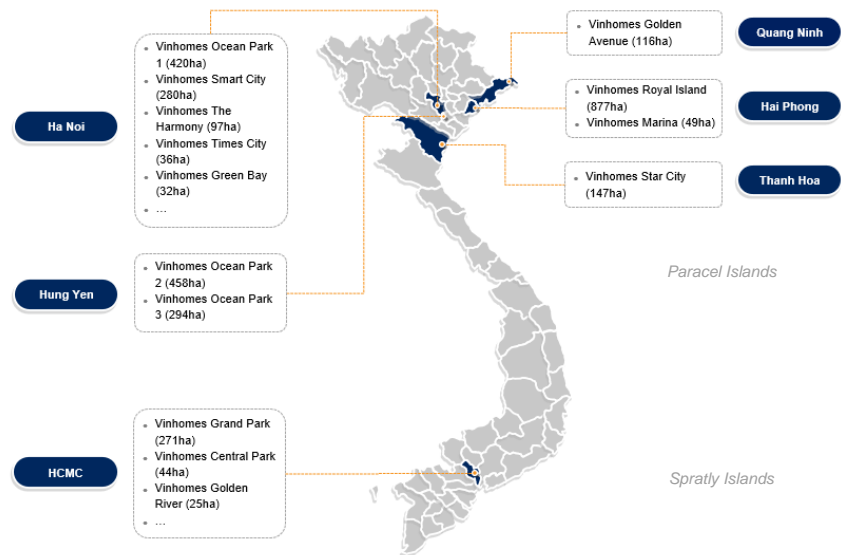 Ha Noi
Vinhomes Ocean Park
1 (420ha)
Vinhomes Smart City
(280ha)
Vinhomes The
Harmony (97ha)
Vinhomes Times City
(36ha)
Vinhomes Green Bay
(32ha)
...
Vinhomes Golden
Avenue (116ha)
Quang Ninh
Vinhomes Royal Island
(877ha)
Vinhomes Marina (49ha)
Hai Phong
Vinhomes Star City
(147ha)
Thanh Hoa
Hung Yen
Vinhomes Ocean Park
2 (458ha)
Vinhomes Ocean Park
3 (294ha)
Paracel Islands
HCMC
Vinhomes Grand Park
(271ha)
Vinhomes Central Park
(44ha)
Vinhomes Golden
River (25ha)
...
Spratly Islands